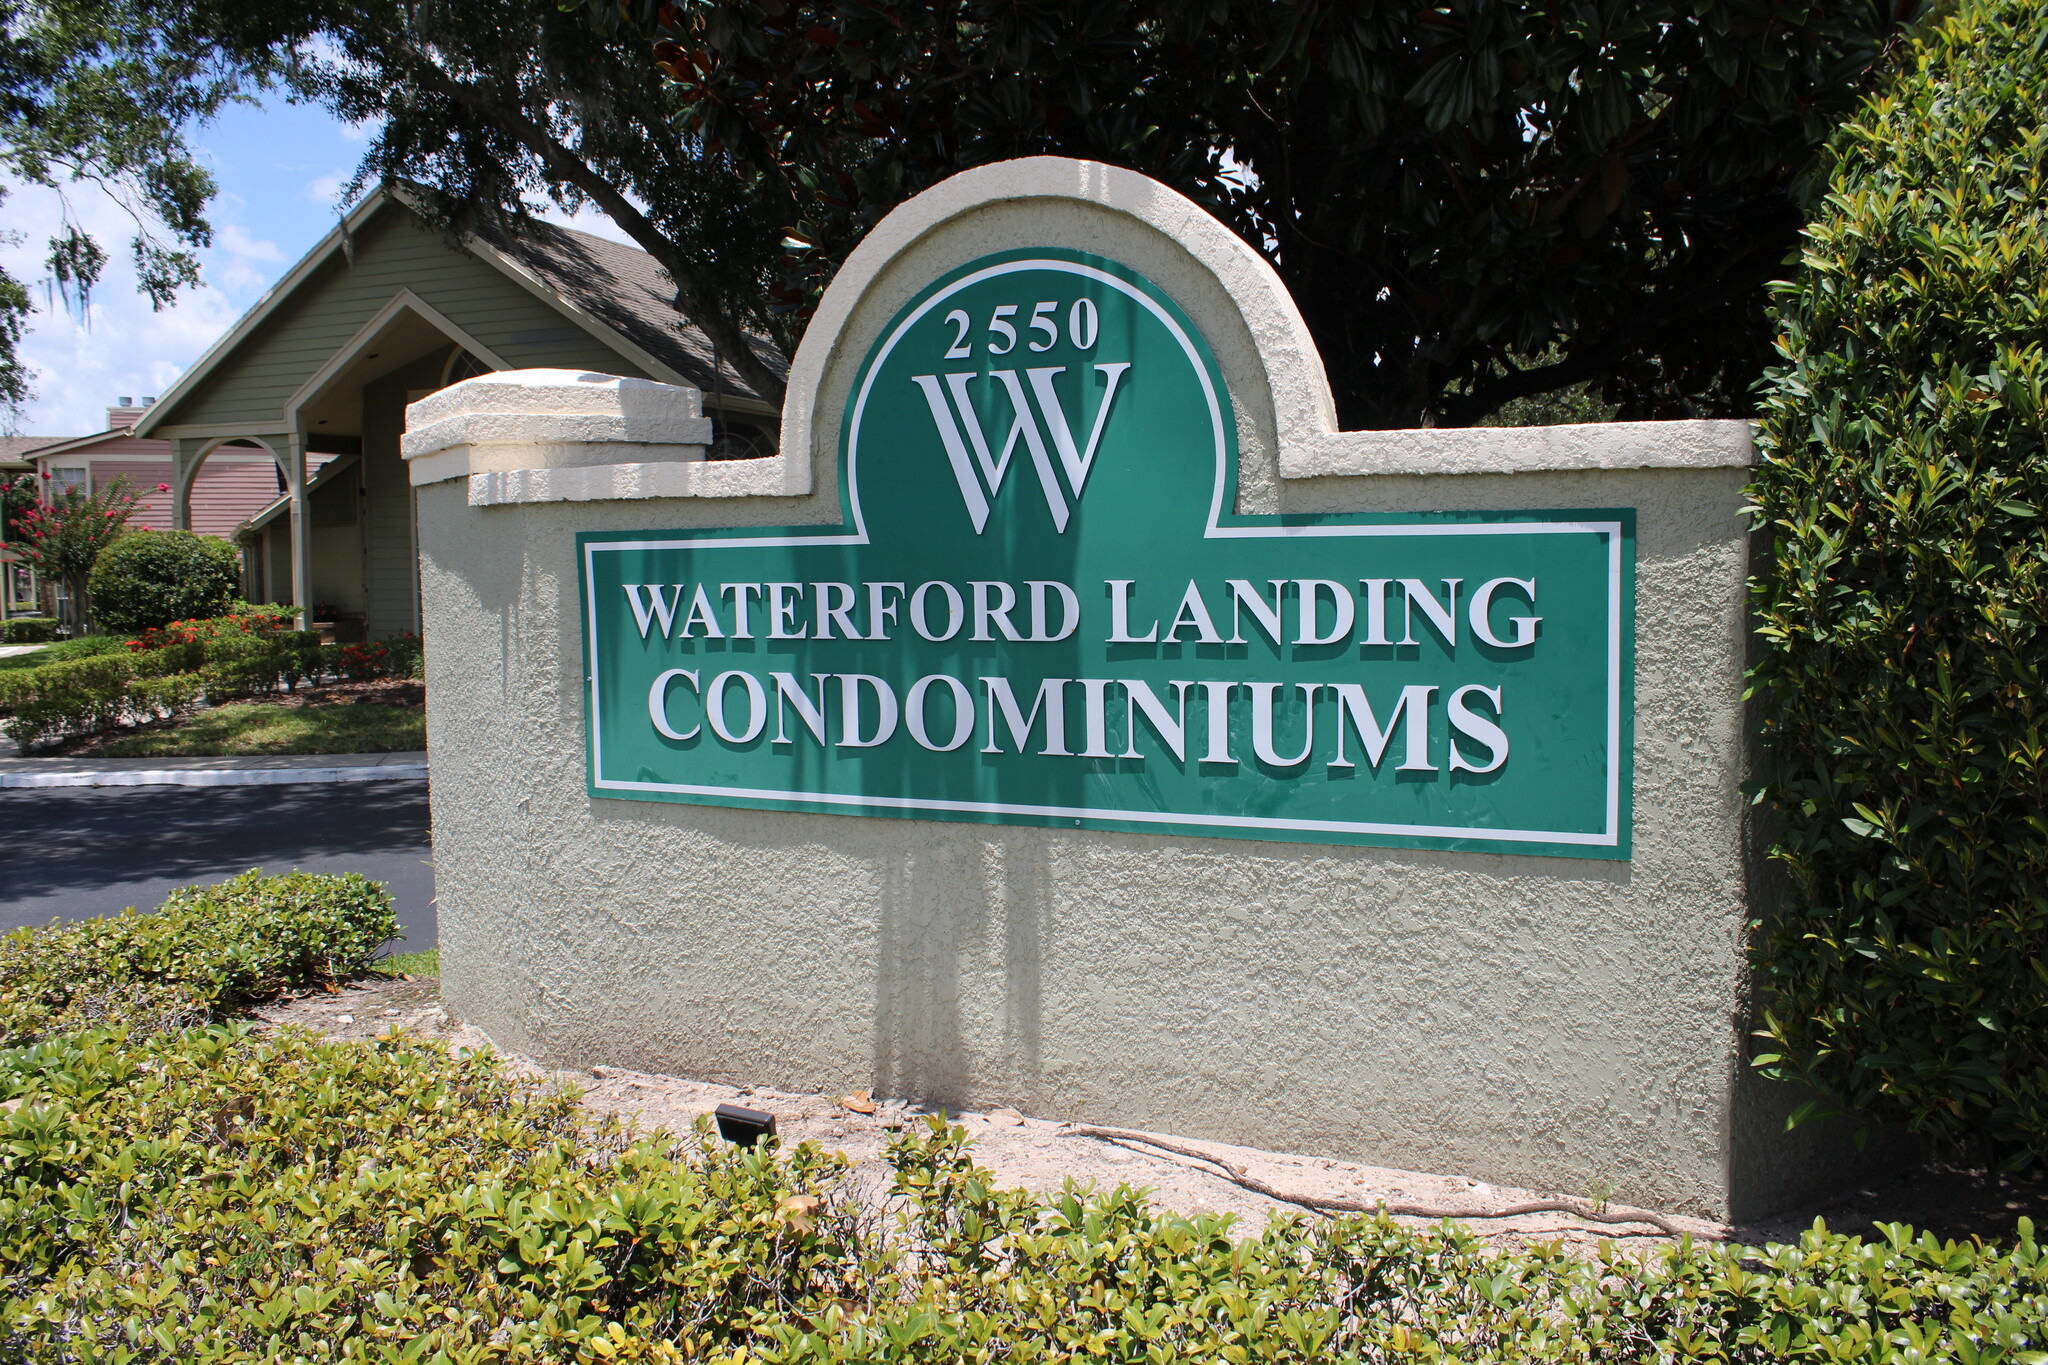 2550
W
WATERFORD LANDING
CONDOMINIUMS